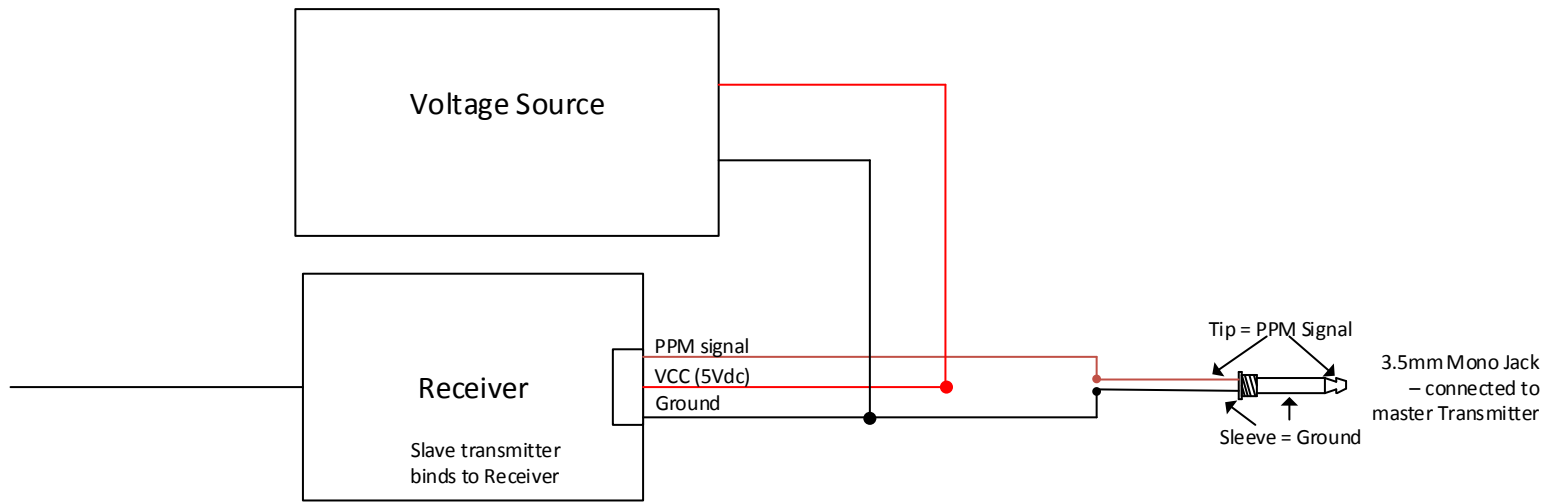 Voltage Source
PPM signal
VCC (5Vdc)
Ground
Receiver
Slave transmitter
binds to Receiver
Tip = PPM Signal
Sleeve = Ground
3.5mm Mono Jack
– connected to
master Transmitter